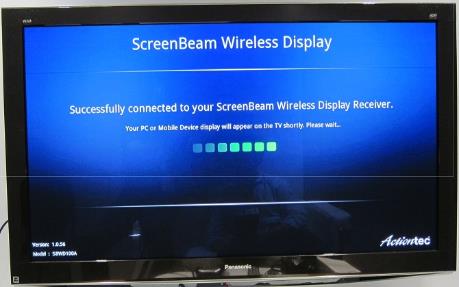 ScreenBeam Wireless Display
Successfully connected to your ScreenBeam Wireless Display Receiver.
Your PC or Mobile Device display will appear on the TV shortly. Please wait...
Version: 1.0.56
Model : SBWD100A
Actiontec
Panasonic